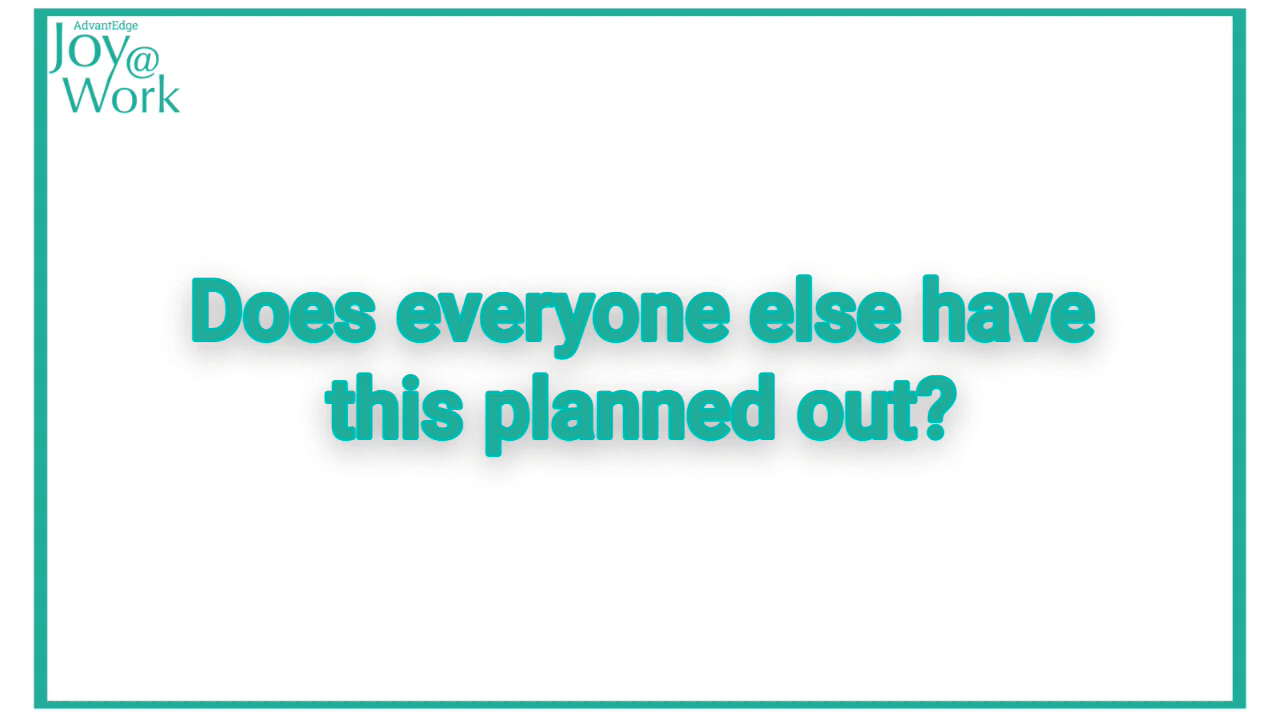 AdvantEdge
Joy@
Work
Does everyone else have
this planned out?